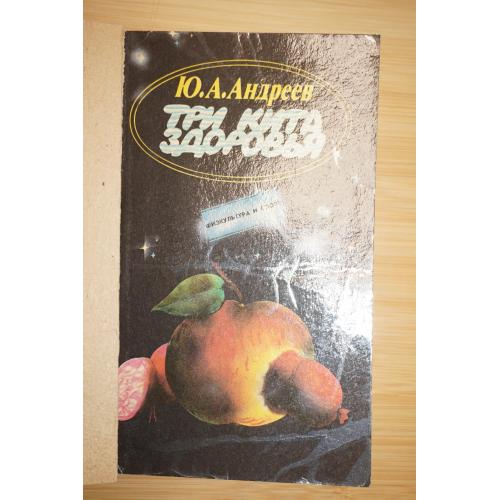 Ю.А.Андреев
ТРИ КИТА
ЗДОРОВЬЯ
ФИЗКУЛЬТУРА И СПОРТ